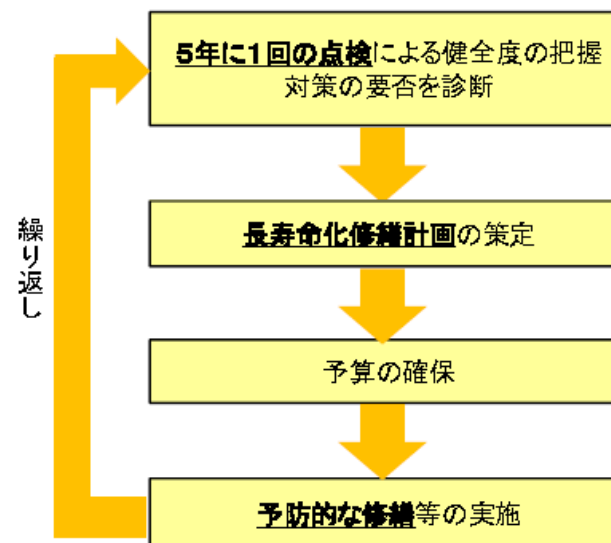 5年に1回の点検による健全度の把握
対策の要否を診断
長寿命化修繕計画の策定
繰り返し
予算の確保
予防的な修繕等の実施